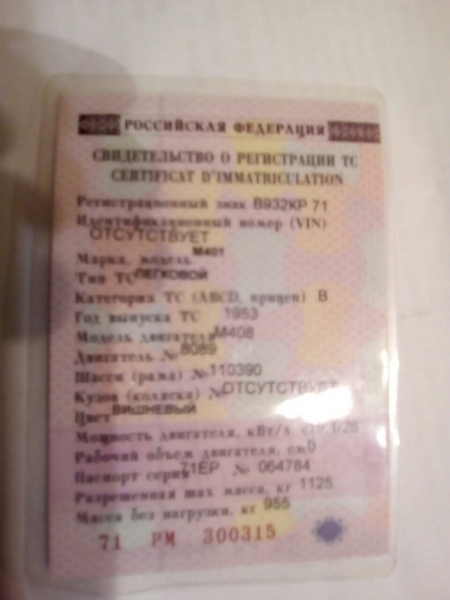 РОССИЙСКАЯ ФЕДЕРАЦИЯ
СВИДЕТЕЛЬСТВО О РЕГИСТРАЦИИ ТС
CERTIFICAT D'IMMATRICULATION
Регистрационный знак В932КР 71
Идентификационный номер (VIN)
ОТСУТСТВУЕТ
Марка, модель М401
Тип ТС ЛЕГКОВОЙ
Категория ТС (ABCD, прицеп) B
Год выпуска ТС 1953
Модель двигателя М408
Двигатель № 8089
Шасси (рама) № 110390
Кузов (коляска) № ОТСУТСТВУЕТ
Цвет ВИШНЕВЫЙ
Мощность двигателя, кВт/л
Рабочий объем двигателя, см 0
Паспорт серия 71ЕР № 064784
Разрешенная max масса, кг 1125
Масса без нагрузки, кг 955
71 РМ 300315